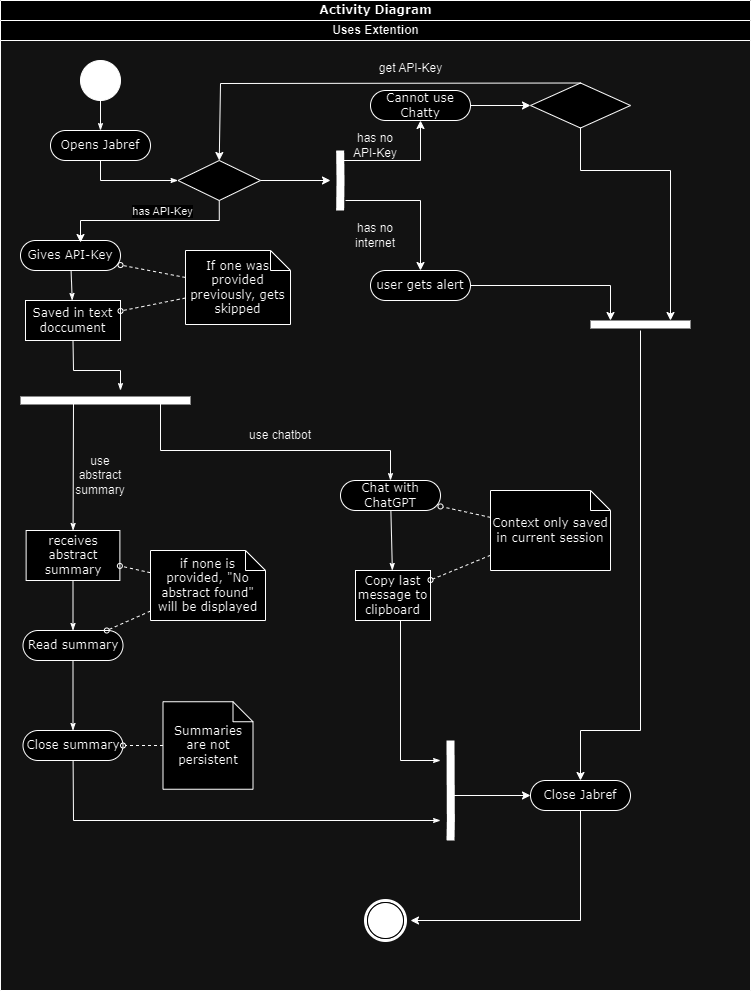 Activity Diagram
Uses Extention
get API-Key
Cannot use
Chatty
Opens Jabref
has no
API-Key
has API-Key
has no
internet
Gives API-Key
If one was
provided
previously, gets
skipped
user gets alert
Saved in text
doccument
use chatbot
use
abstract
summary
Chat with
ChatGPT
Context only saved
in current session
receives
abstract
summary
if none is
provided, "No
abstract found"
will be displayed
Copy last
message to
clipboard
Read summary
Summaries
are not
persistent
Close summary
Close Jabref